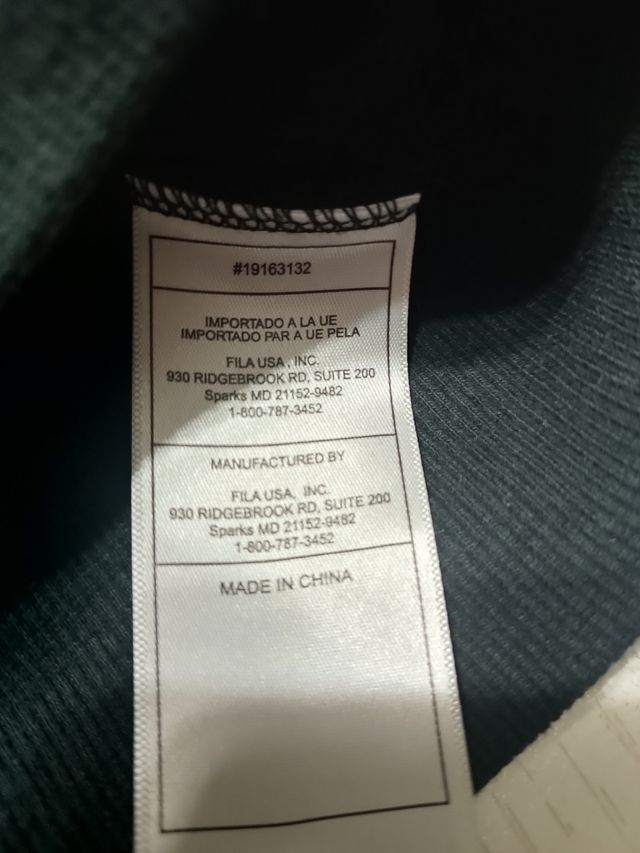 #19163132
IMPORTADO A LA UE
IMPORTADO PAR A UE PELA
FILA USA, INC.
930 RIDGEBROOK RD, SUITE 200
Sparks MD 21152-9482
1-800-787-3452
MANUFACTURED BY
FILA USA, INC.
930 RIDGEBROOK RD, SUITE 200
Sparks MD 21152-9482
1-800-787-3452
MADE IN CHINA